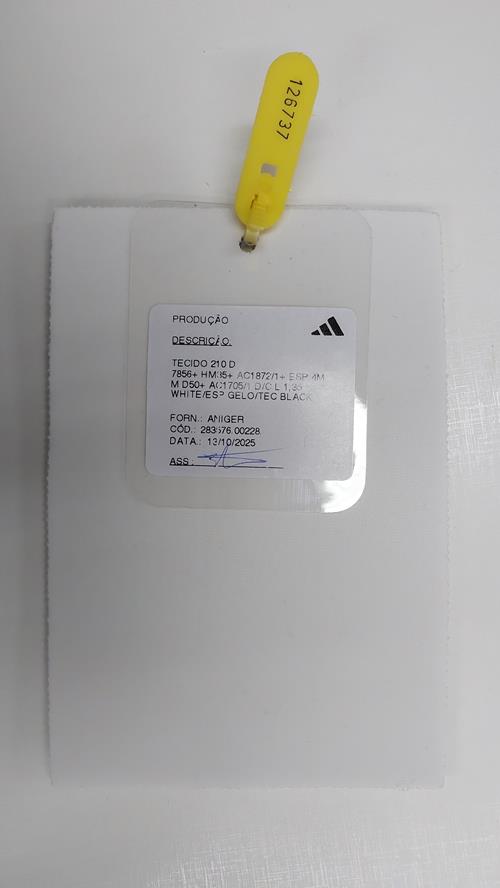 126737
PRODUÇÃO
DESCRIÇÃO:
TECIDO 210 D
7856+ HM35+ AC1872/1+ ESP 4M
M D50+ AC1705/1 D/C L 1,35
WHITE/ESP GELO/TEC BLACK
FORN.: ANIGER
CÓD.: 283576.00228.
DATA.: 13/10/2025
ASS.: